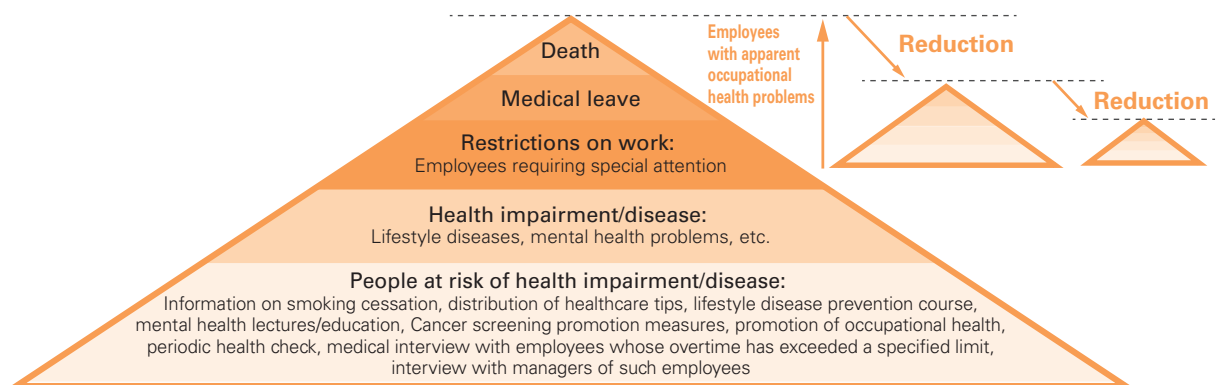 Death
Medical leave
Restrictions on work:
Employees requiring special attention
Health impairment/disease:
Lifestyle diseases, mental health problems, etc.
People at risk of health impairment/disease:
Information on smoking cessation, distribution of healthcare tips, lifestyle disease prevention course,
mental health lectures/education, Cancer screening promotion measures, promotion of occupational health,
periodic health check, medical interview with employees whose overtime has exceeded a specified limit,
interview with managers of such employees
Employees
with apparent
occupational
health problems
Reduction
Reduction